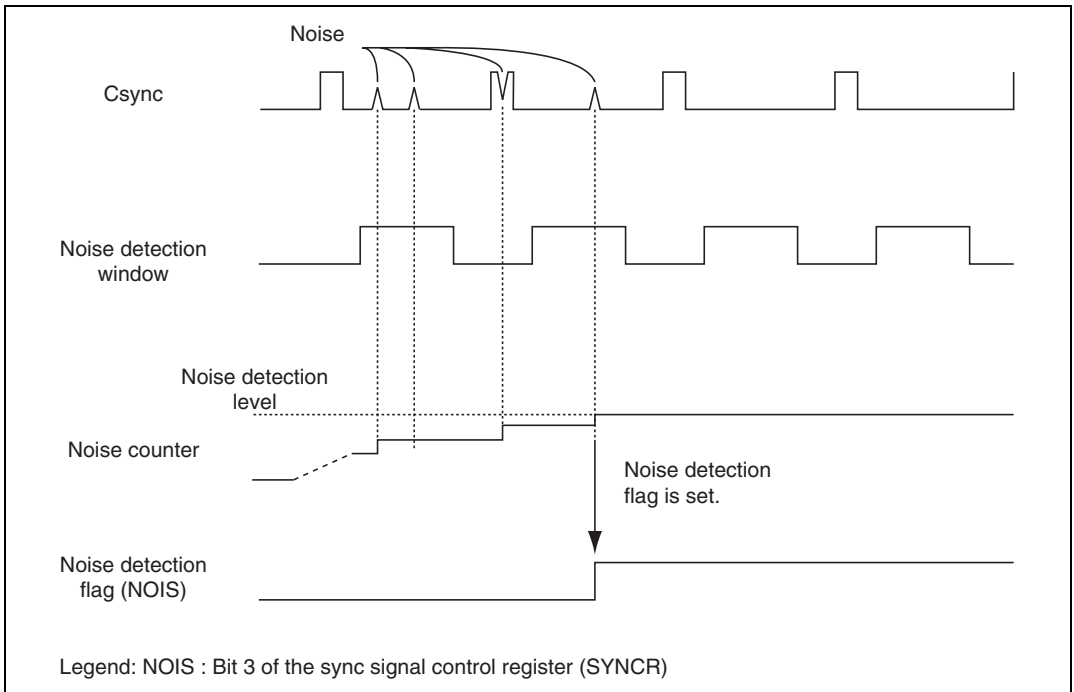 Noise
Csync
Noise detection
window
Noise detection
level
Noise counter
Noise detection
flag is set.
Noise detection
flag (NOIS)
Legend: NOIS : Bit 3 of the sync signal control register (SYNCR)